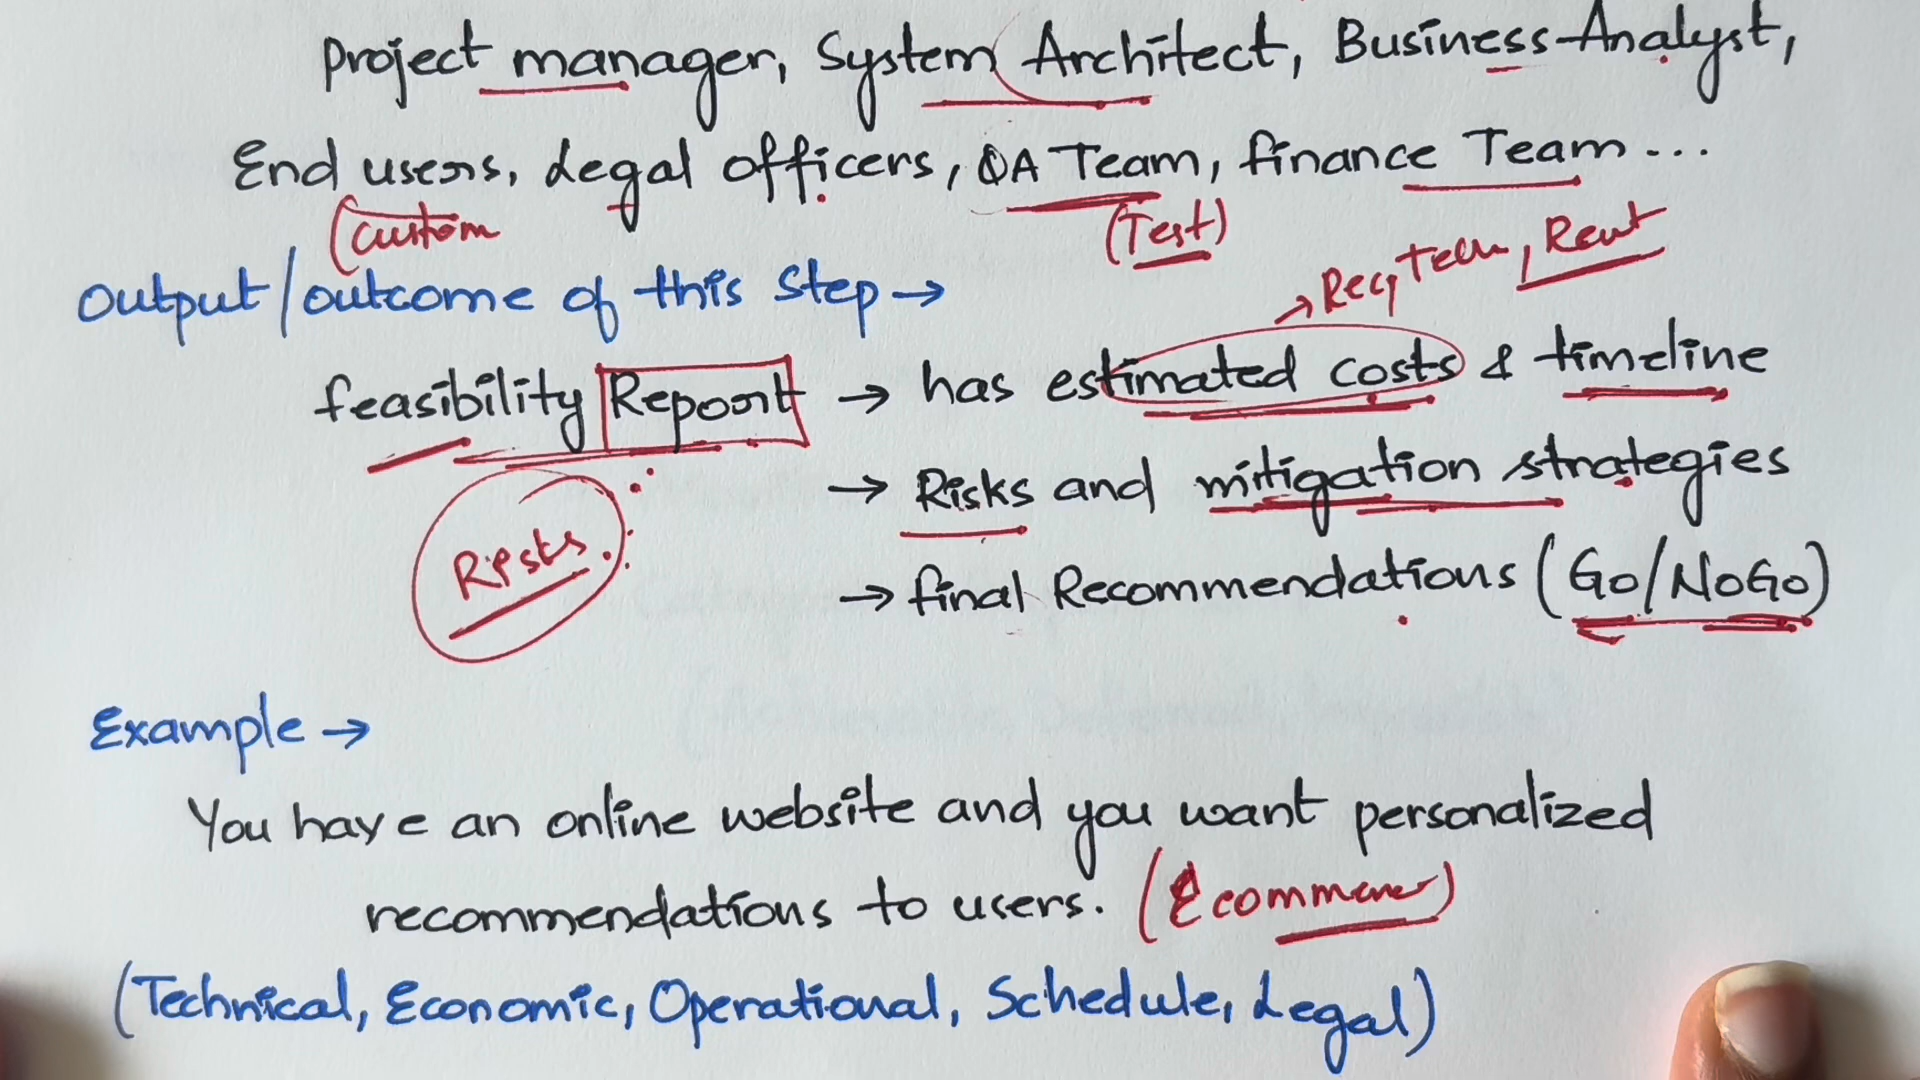 Project manager, System Architect, Business Analyst,
End users, Legal officers, QA Team, finance Team...
(Custom
(Test)
→ Req, Team, Rent
Output/outcome of this Step →
feasibility Report → has estimated costs & timeline
→ Risks and mitigation strategies
Risks
→ final Recommendations (Go/NoGo)
Example →
You have an online website and you want personalized
recommendations to users. (Ecommerce)
(Technical, Economic, Operational, Schedule, Legal)